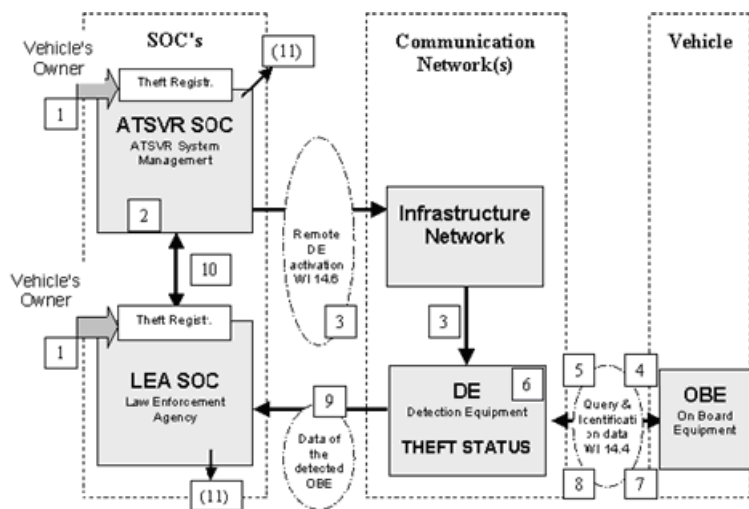 SOC's
Communication
Network(s)
Vehicle
Vehicle's
Owner
1
Theft Registr.
(11)
ATSVR SOC
ATSVR System
Management
2
10
Remote
DE
activation
WI 14.6
3
Infrastructure
Network
3
Vehicle's
Owner
1
Theft Registr.
LEA SOC
Law Enforcement
Agency
(11)
9
Data of
the
detected
OBE
DE
6
Detection Equipment
THEFT STATUS
5
4
Query &
Identificati
on data
WI 14.4
8
7
OBE
On Board
Equipment